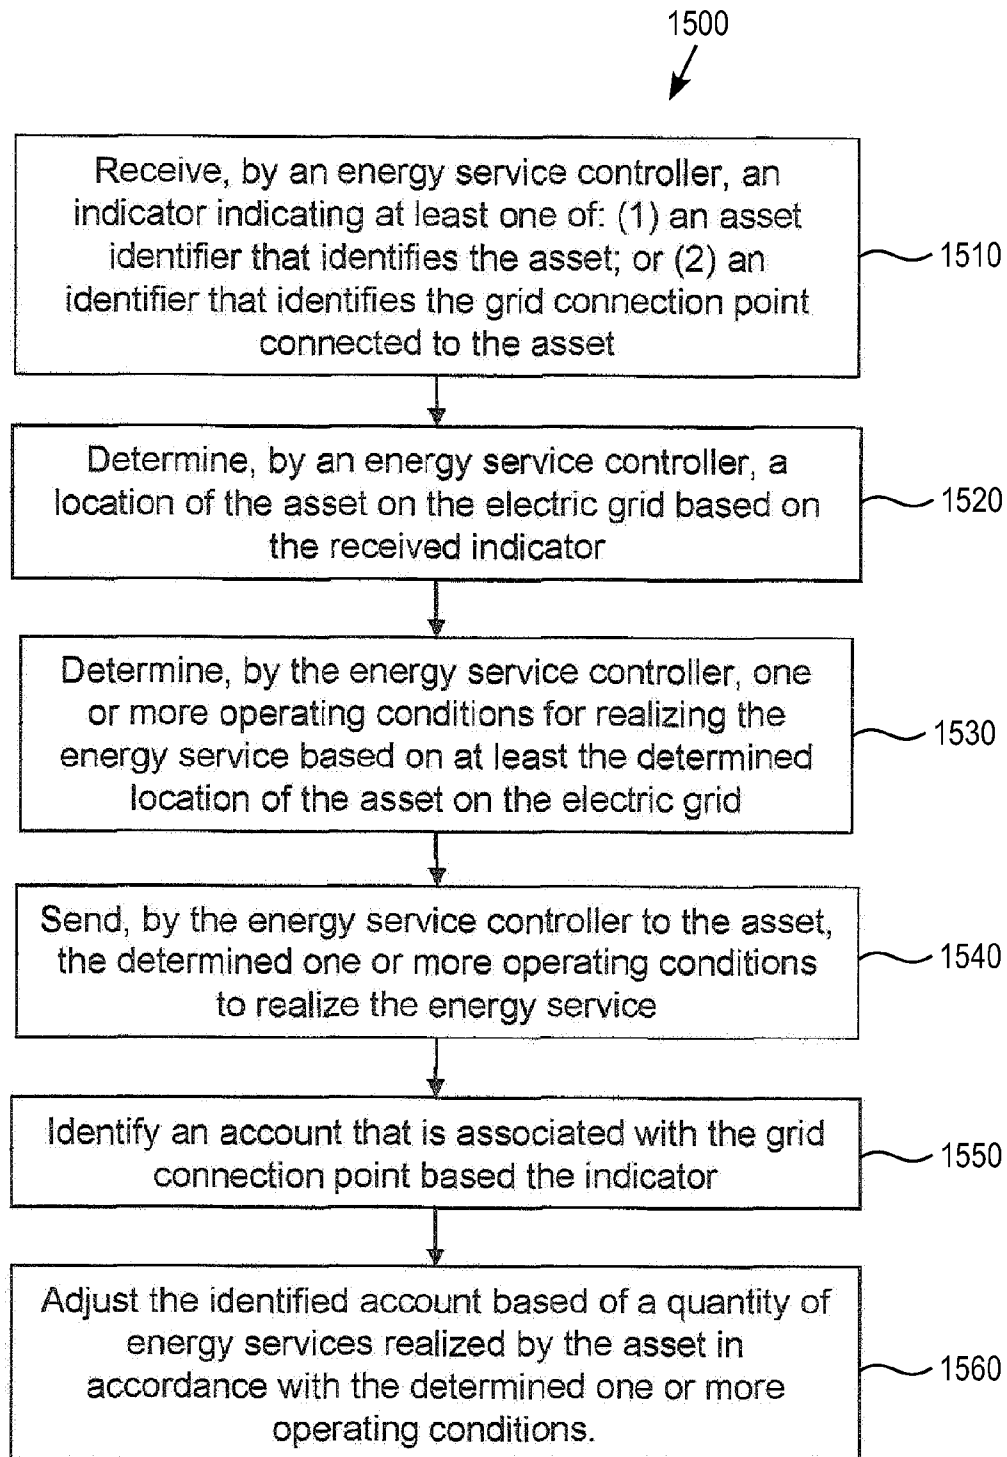 1500
Receive, by an energy service controller, an
indicator indicating at least one of: (1) an asset
identifier that identifies the asset; or (2) an
identifier that identifies the grid connection point
connected to the asset
1510
Determine, by an energy service controller, a
location of the asset on the electric grid based on
the received indicator
1520
Determine, by the energy service controller, one
or more operating conditions for realizing the
energy service based on at least the determined
location of the asset on the electric grid
1530
Send, by the energy service controller to the asset,
the determined one or more operating conditions
to realize the energy service
1540
Identify an account that is associated with the grid
connection point based the indicator
1550
Adjust the identified account based of a quantity of
energy services realized by the asset in
accordance with the determined one or more
operating conditions.
1560